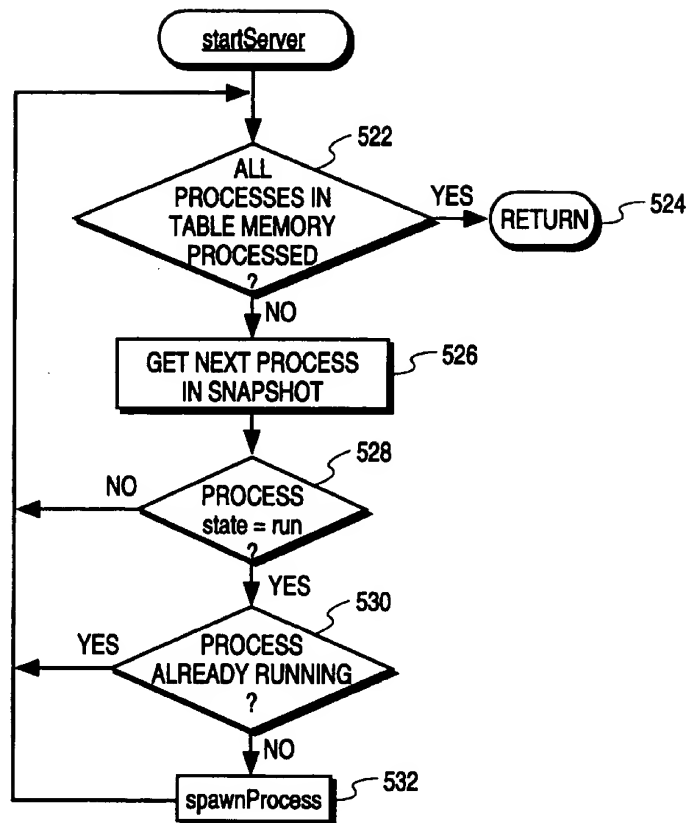 startServer
522
ALL
PROCESSES IN
TABLE MEMORY
PROCESSED
?
YES
RETURN
524
NO
GET NEXT PROCESS
IN SNAPSHOT
526
528
NO
PROCESS
state = run
?
YES
530
YES
PROCESS
ALREADY RUNNING
?
NO
spawnProcess
532